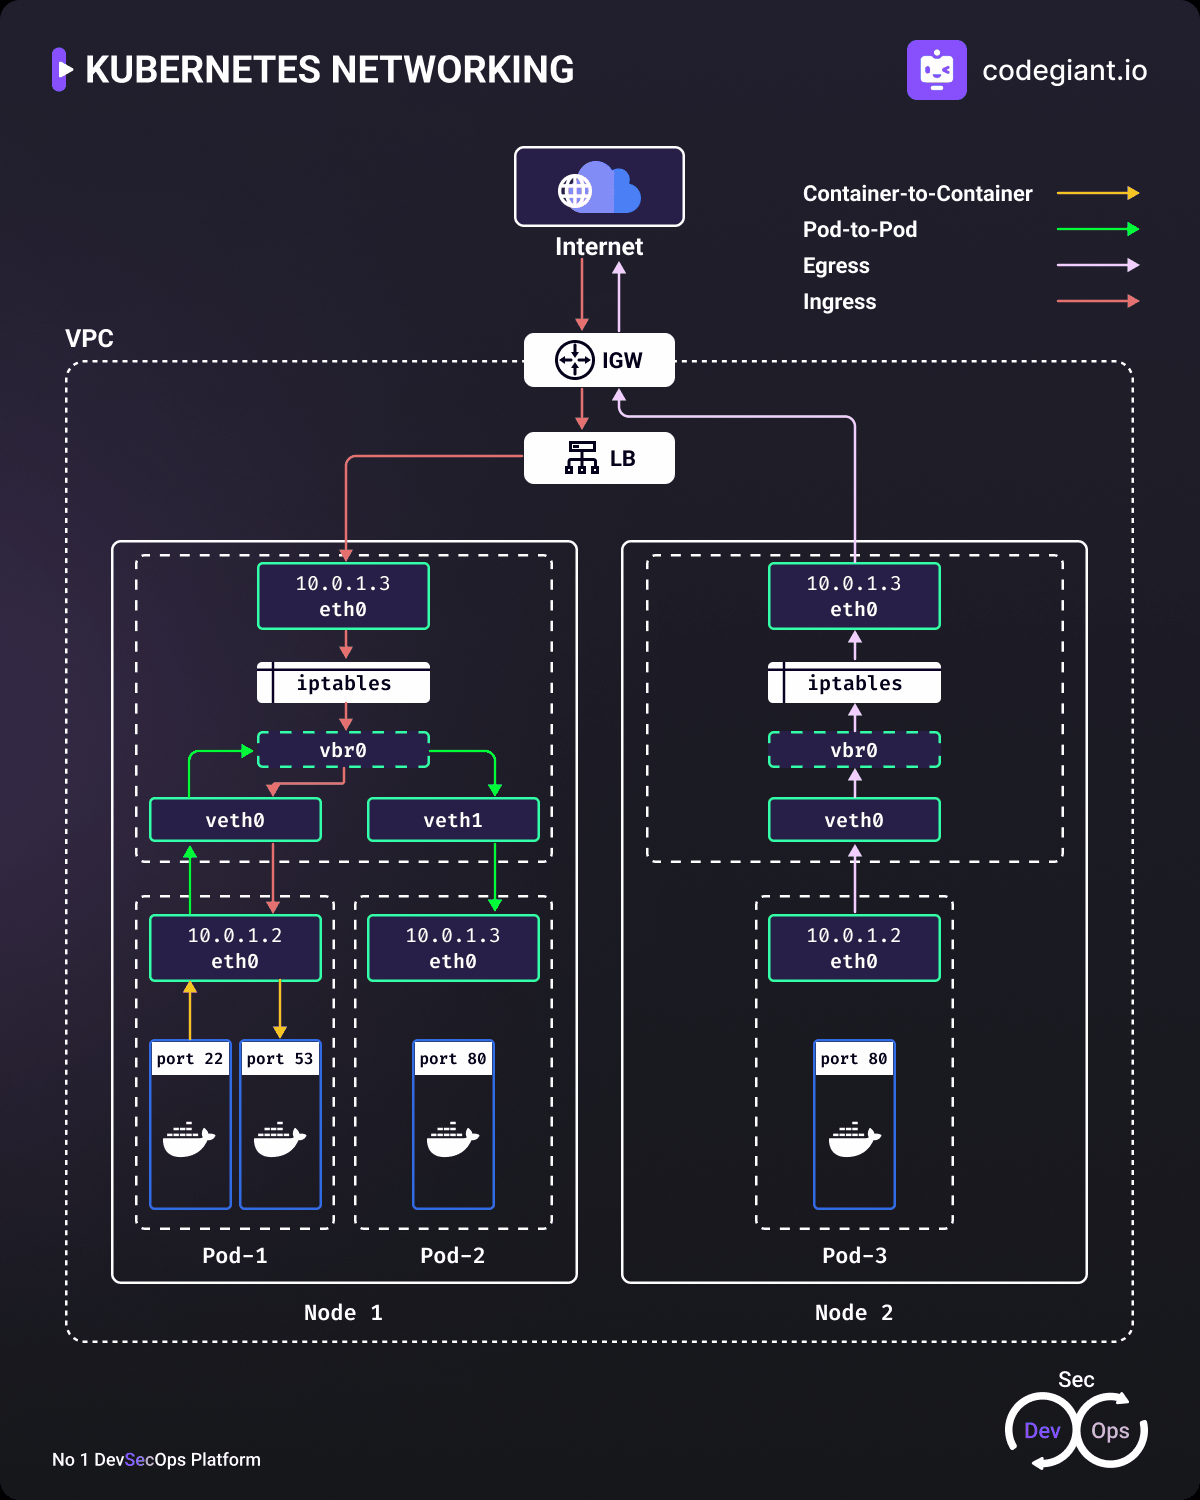 KUBERNETES NETWORKING
codegiant.io
Internet
Container-to-Container
Pod-to-Pod
Egress
Ingress
VPC
IGW
LB
10.0.1.3
eth0
iptables
vbr0
veth0
veth1
10.0.1.2
eth0
10.0.1.3
eth0
port 22
port 53
port 80
Pod-1
Pod-2
Node 1
10.0.1.3
eth0
iptables
vbr0
veth0
10.0.1.2
eth0
port 80
Pod-3
Node 2
Sec
Dev
Ops
No 1 DevSecOps Platform